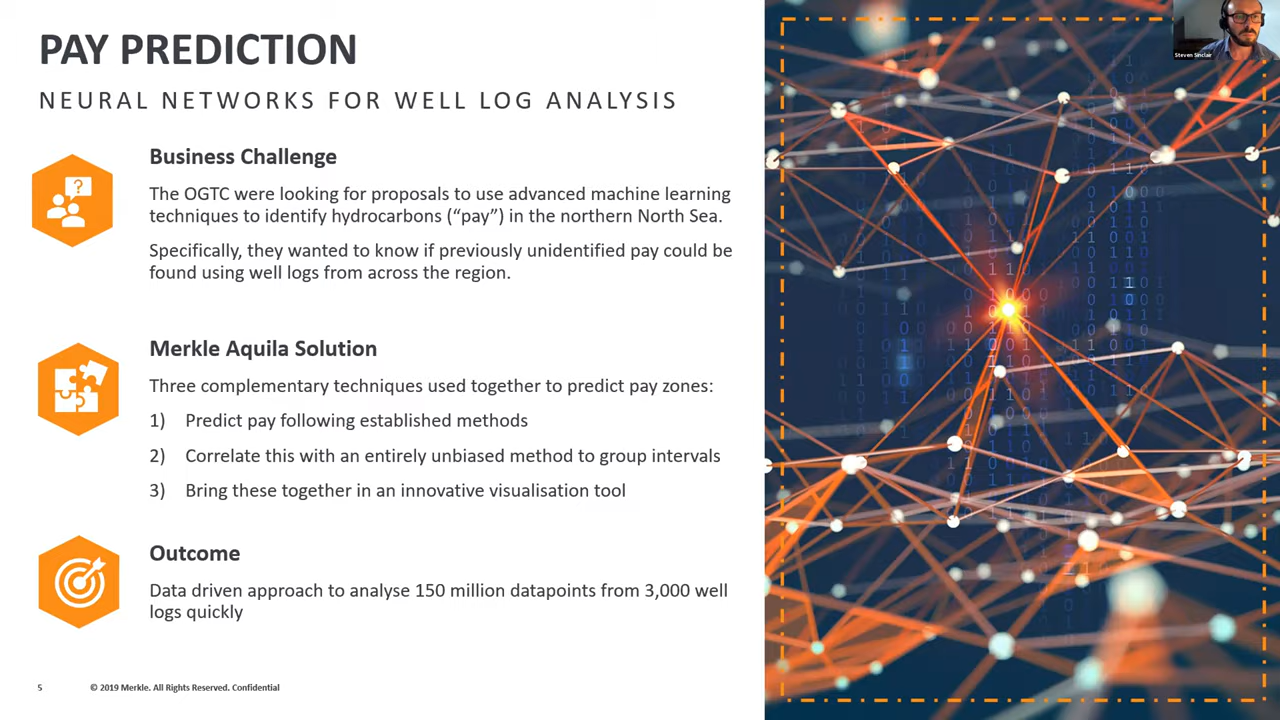 PAY PREDICTION
NEURAL NETWORKS FOR WELL LOG ANALYSIS
Business Challenge
The OGTC were looking for proposals to use advanced machine learning
techniques to identify hydrocarbons (“pay”) in the northern North Sea.
Specifically, they wanted to know if previously unidentified pay could be
found using well logs from across the region.
Merkle Aquila Solution
Three complementary techniques used together to predict pay zones:
1) Predict pay following established methods
2) Correlate this with an entirely unbiased method to group intervals
3) Bring these together in an innovative visualisation tool
Outcome
Data driven approach to analyse 150 million datapoints from 3,000 well
logs quickly
5 © 2019 Merkle. All Rights Reserved. Confidential
Steven Sinclair